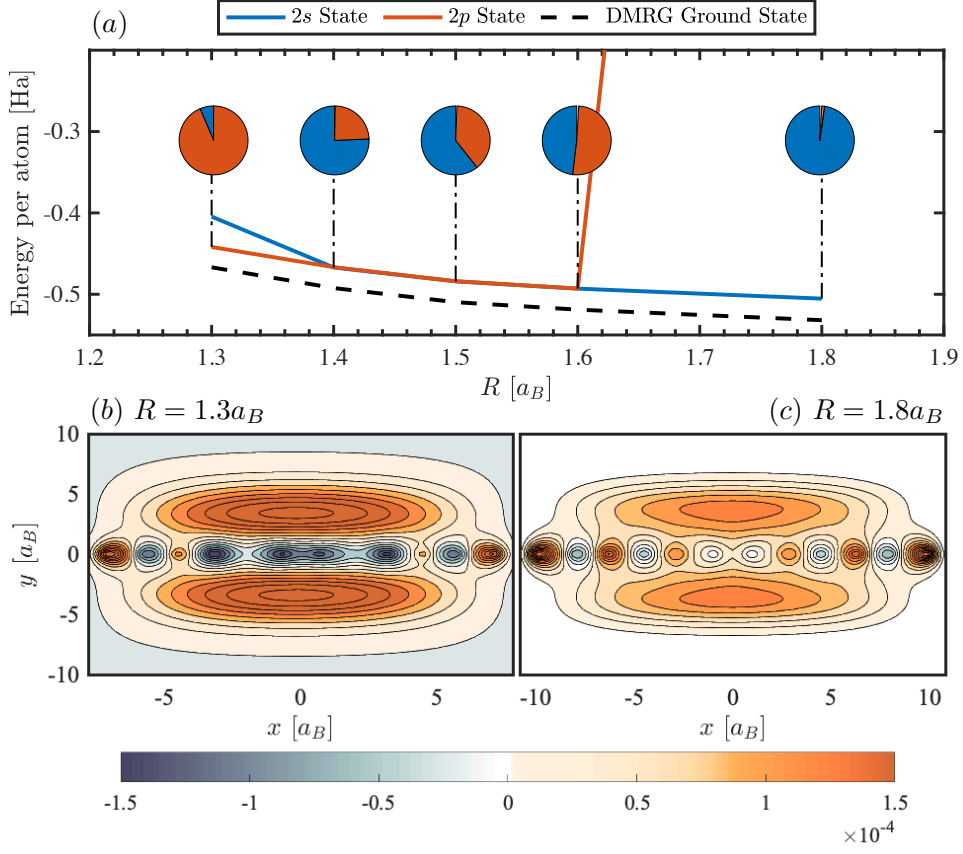 (a)
2s State 2p State DMRG Ground State
Energy per atom [Ha]
-0.3
-0.4
-0.5
1.2 1.3 1.4 1.5 1.6 1.7 1.8 1.9
R [a_B]
(b) R = 1.3a_B
(c) R = 1.8a_B
10
5
0
-5
-10
y [a_B]
-5 0 5
-10 -5 0 5 10
x [a_B]
x [a_B]
-1.5 -1 -0.5 0 0.5 1 1.5
×10^-4